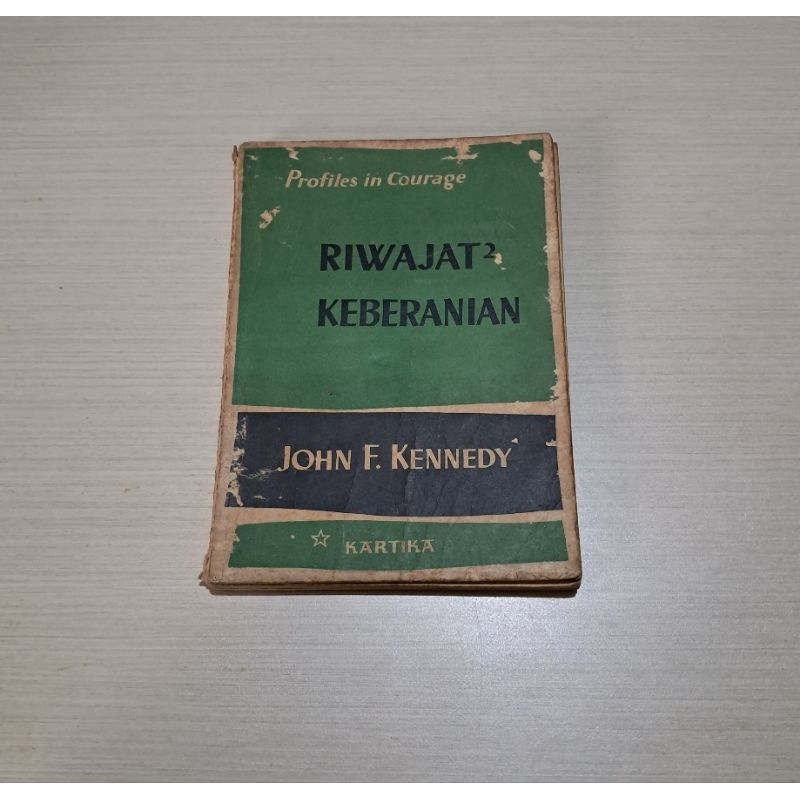 Profiles in Courage
RIWAJAT²
KEBERANIAN
JOHN F. KENNEDY
KARTIKA